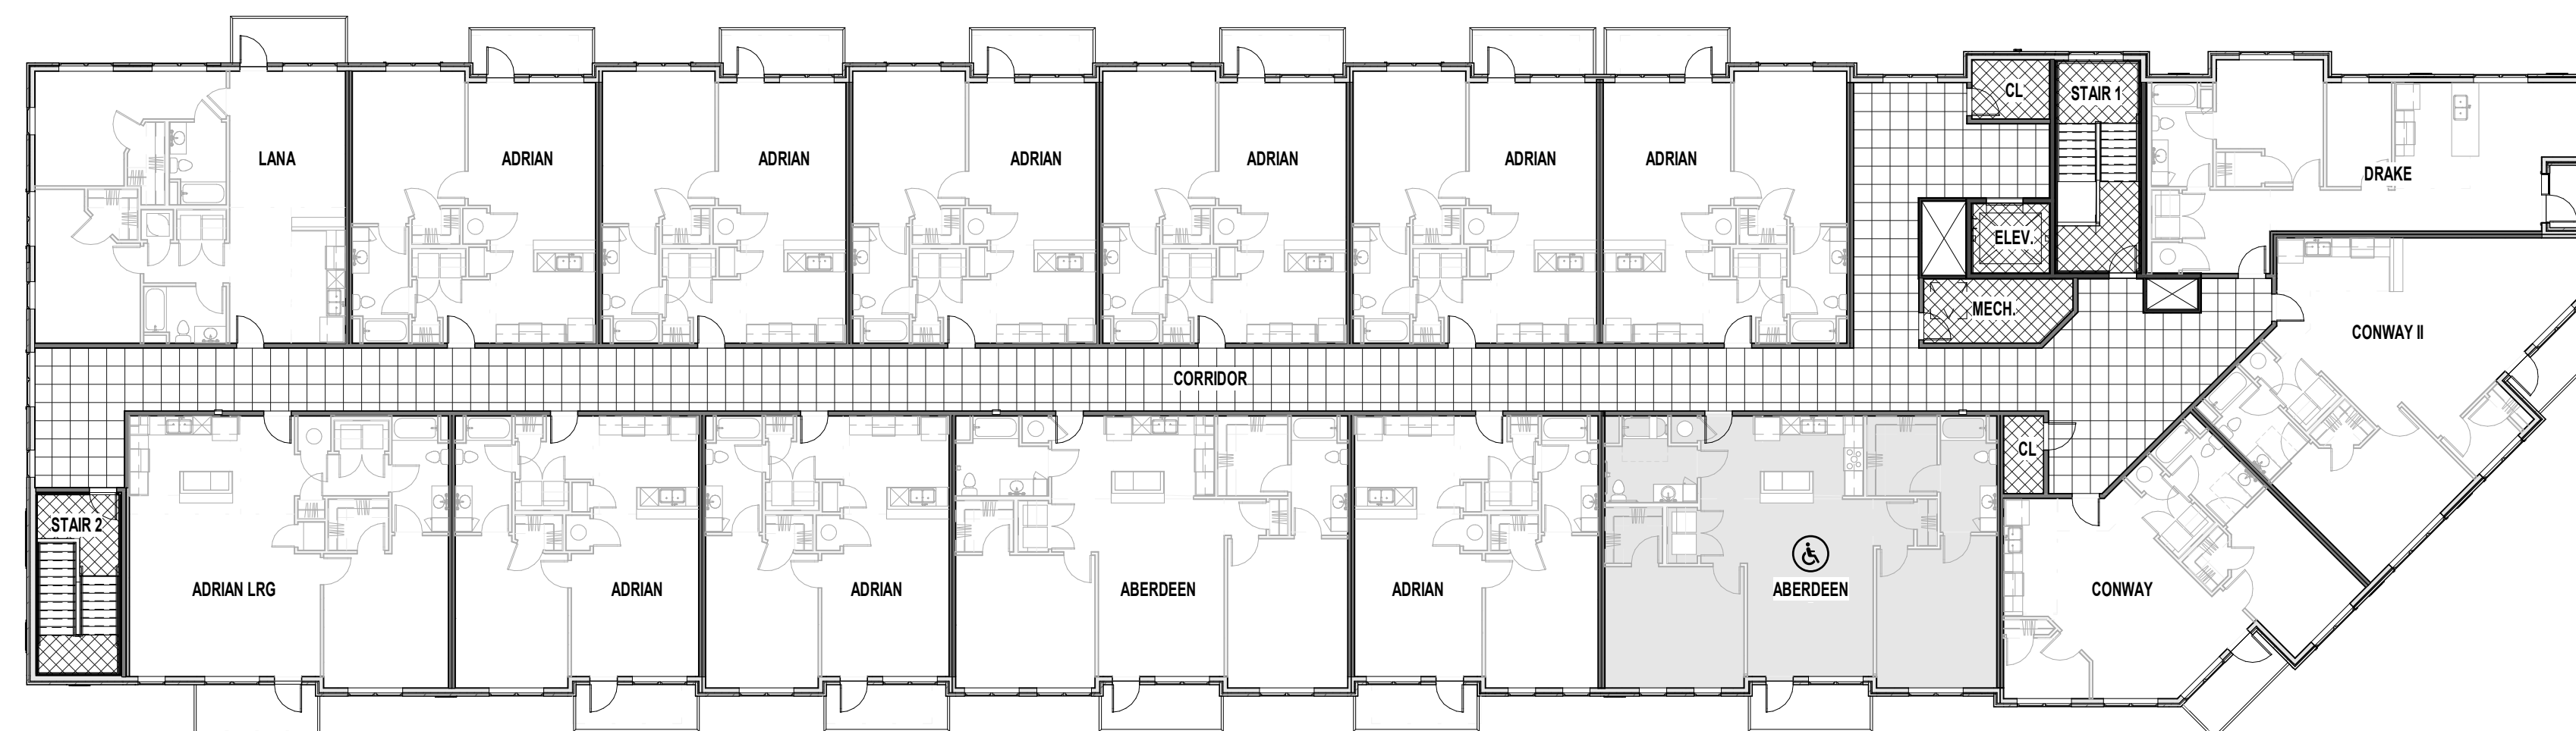 LANA
ADRIAN
ADRIAN
ADRIAN
ADRIAN
ADRIAN
ADRIAN
CL
STAIR 1
DRAKE
ELEV.
MECH.
CONWAY II
CORRIDOR
STAIR 2
ADRIAN LRG
ADRIAN
ADRIAN
ABERDEEN
ADRIAN
ABERDEEN
CL
CONWAY